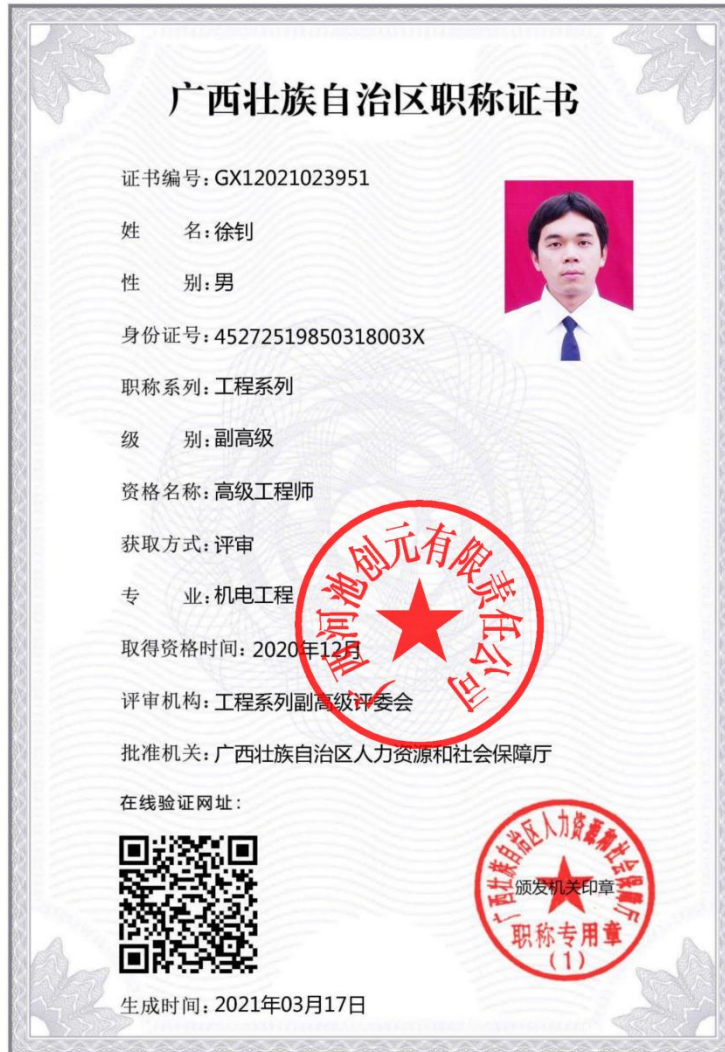 广西壮族自治区职称证书
证书编号：GX12021023951
姓 名：徐钊
性 别：男
身份证号：45272519850318003X
职称系列：工程系列
级 别：副高级
资格名称：高级工程师
获取方式：评审
专 业：机电工程
取得资格时间：2020年12月
评审机构：工程系列副高级评委会
批准机关：广西壮族自治区人力资源和社会保障厅
在线验证网址：
生成时间：2021年03月17日
广西河池创元有限责任公司
广西壮族自治区人力资源和社会保障厅
颁发机关印章
职称专用章
(1)